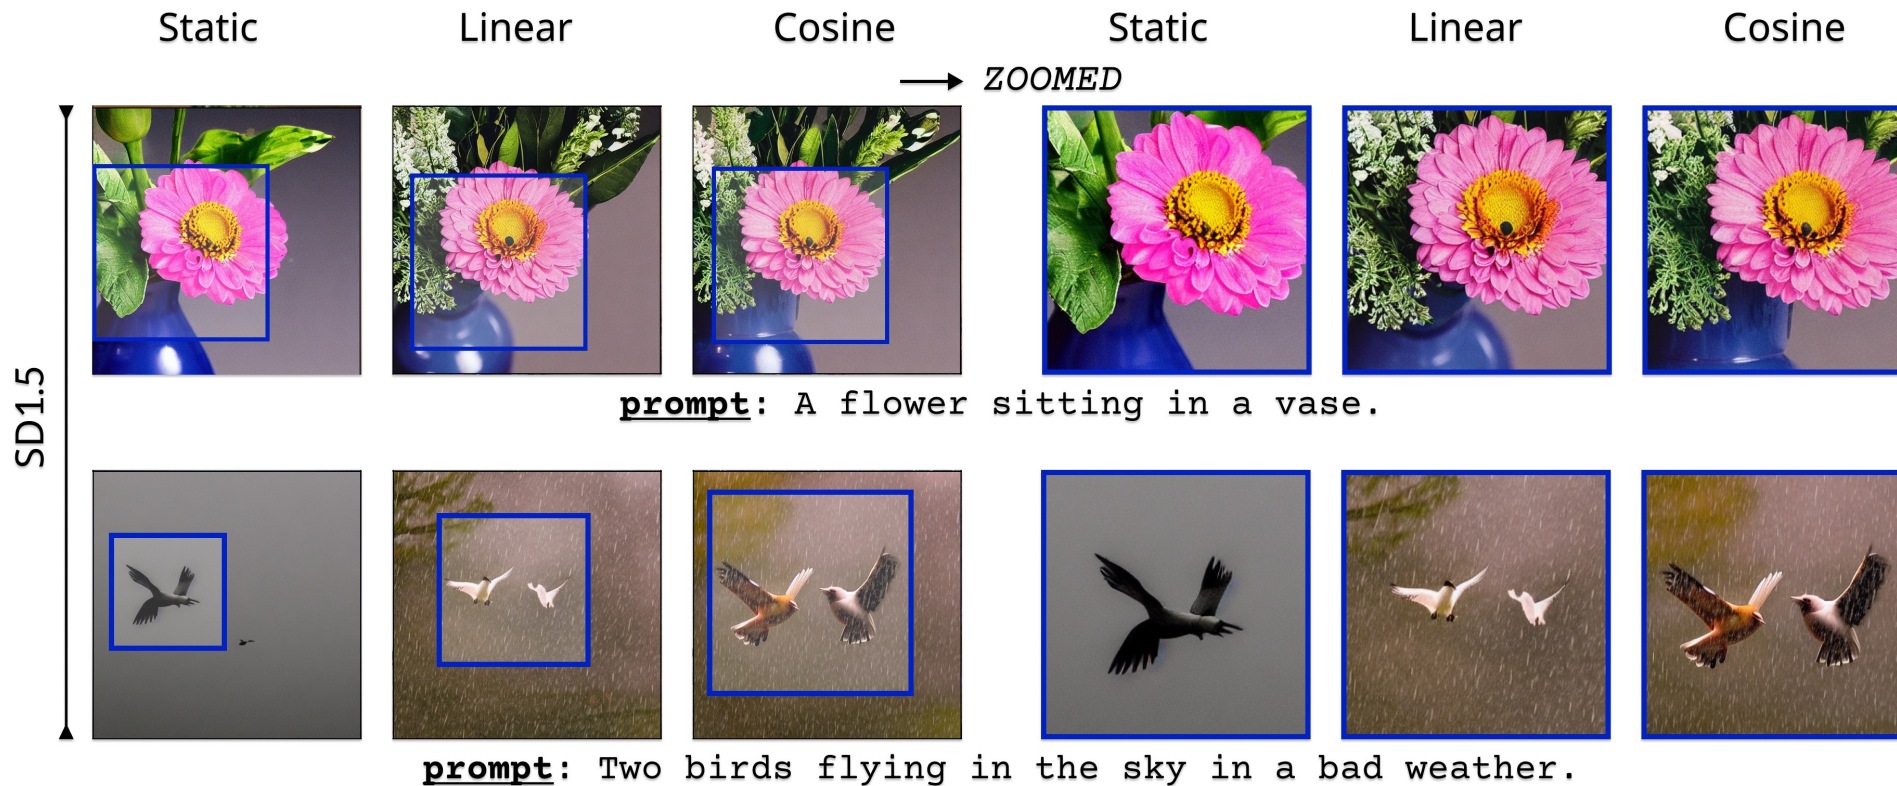 Static Linear Cosine Static Linear Cosine
ZOOMED
SD1.5
prompt: A flower sitting in a vase.
prompt: Two birds flying in the sky in a bad weather.